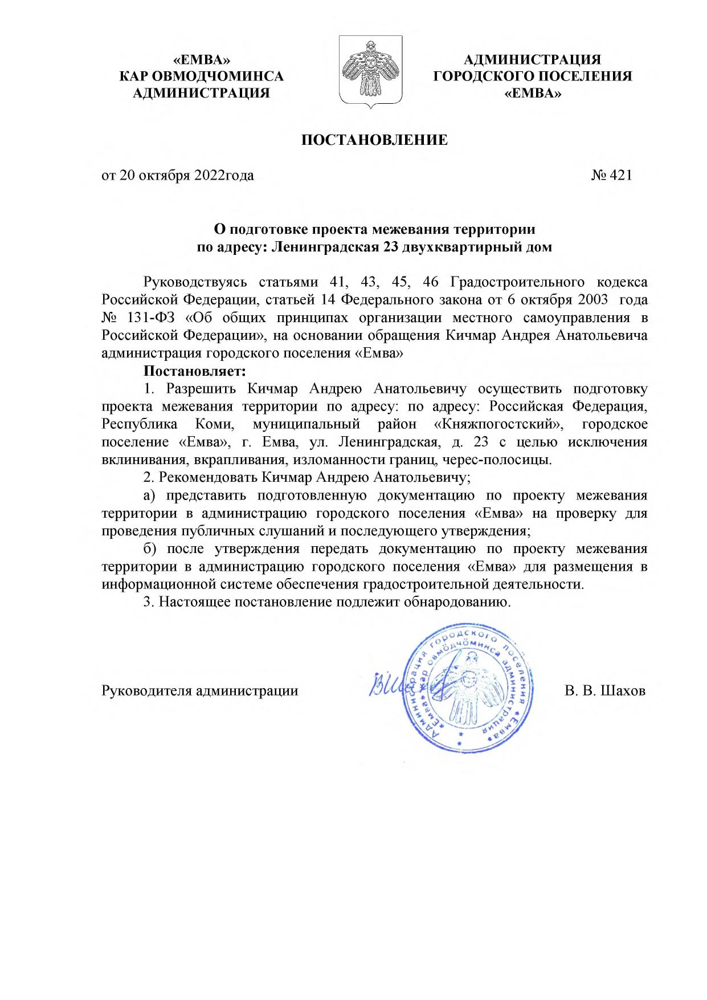 «ЕМВА»
КАР ОВМОДЧОМИНСА
АДМИНИСТРАЦИЯ
АДМИНИСТРАЦИЯ
ГОРОДСКОГО ПОСЕЛЕНИЯ
«ЕМВА»
ПОСТАНОВЛЕНИЕ
от 20 октября 2022года № 421
О подготовке проекта межевания территории
по адресу: Ленинградская 23 двухквартирный дом
Руководствуясь статьями 41, 43, 45, 46 Градостроительного кодекса
Российской Федерации, статьей 14 Федерального закона от 6 октября 2003 года
№ 131-ФЗ «Об общих принципах организации местного самоуправления в
Российской Федерации», на основании обращения Кичмар Андрея Анатольевича
администрация городского поселения «Емва»
Постановляет:
1. Разрешить Кичмар Андрею Анатольевичу осуществить подготовку
проекта межевания территории по адресу: по адресу: Российская Федерация,
Республика Коми, муниципальный район «Княжпогостский», городское
поселение «Емва», г. Емва, ул. Ленинградская, д. 23 с целью исключения
вклинивания, вкрапливания, изломанности границ, черес-полосицы.
2. Рекомендовать Кичмар Андрею Анатольевичу;
а) представить подготовленную документацию по проекту межевания
территории в администрацию городского поселения «Емва» на проверку для
проведения публичных слушаний и последующего утверждения;
б) после утверждения передать документацию по проекту межевания
территории в администрацию городского поселения «Емва» для размещения в
информационной системе обеспечения градостроительной деятельности.
3. Настоящее постановление подлежит обнародованию.
Руководителя администрации В. В. Шахов
Администрация городского поселения «Емва»
«Емва» кар овмӧдчӧминса администрация